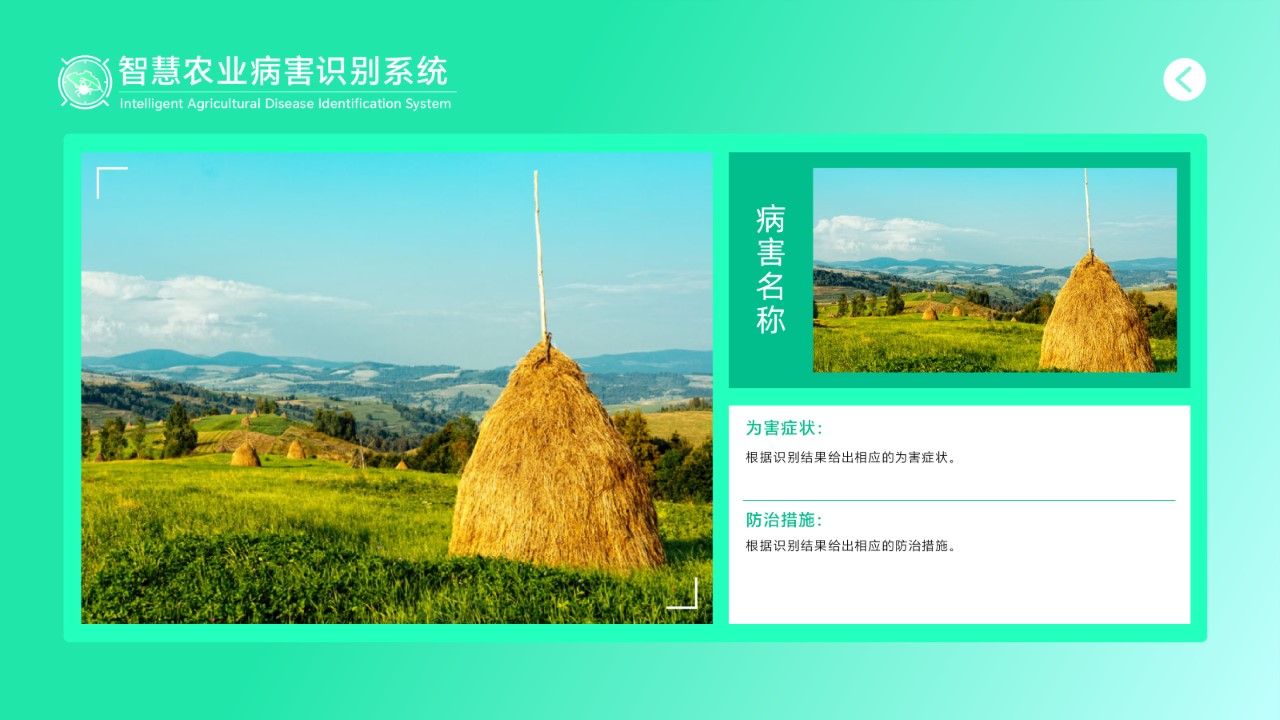 智慧农业病害识别系统
Intelligent Agricultural Disease Identification System
病害名称
为害症状：
根据识别结果给出相应的为害症状。
防治措施：
根据识别结果给出相应的防治措施。